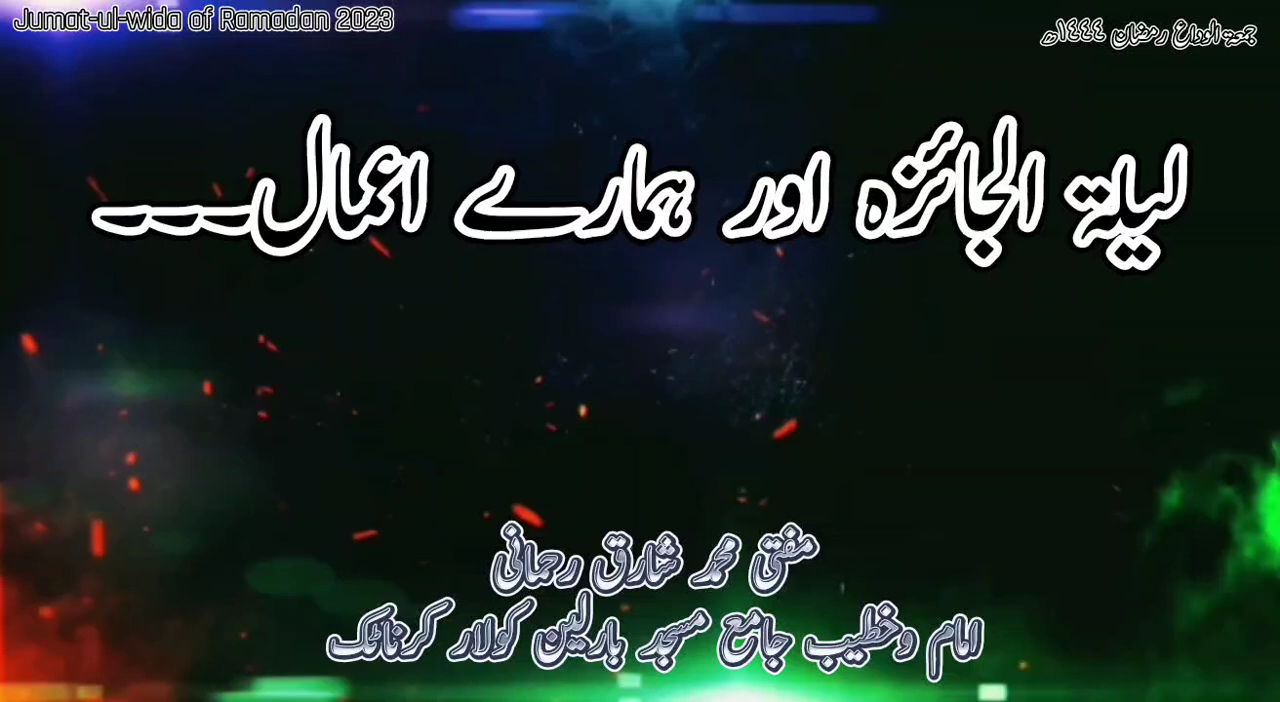 Jumat-ul-wida of Ramadan 2023
جمعۃ الوداع رمضان ١٤٤٤ھ
لیلۃ الجائزہ اور ہمارے اعمال۔۔۔
مفتی محمد شارق رحمانی
امام وخطیب جامع مسجد بارلین کولار کرناٹک